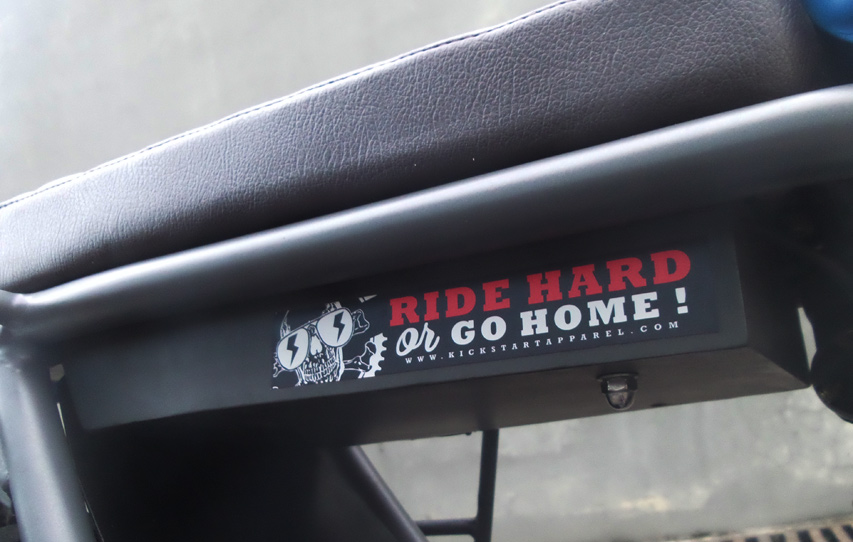 RIDE HARD
or GO HOME!
WWW.KICKSTARTAPPAREL.COM